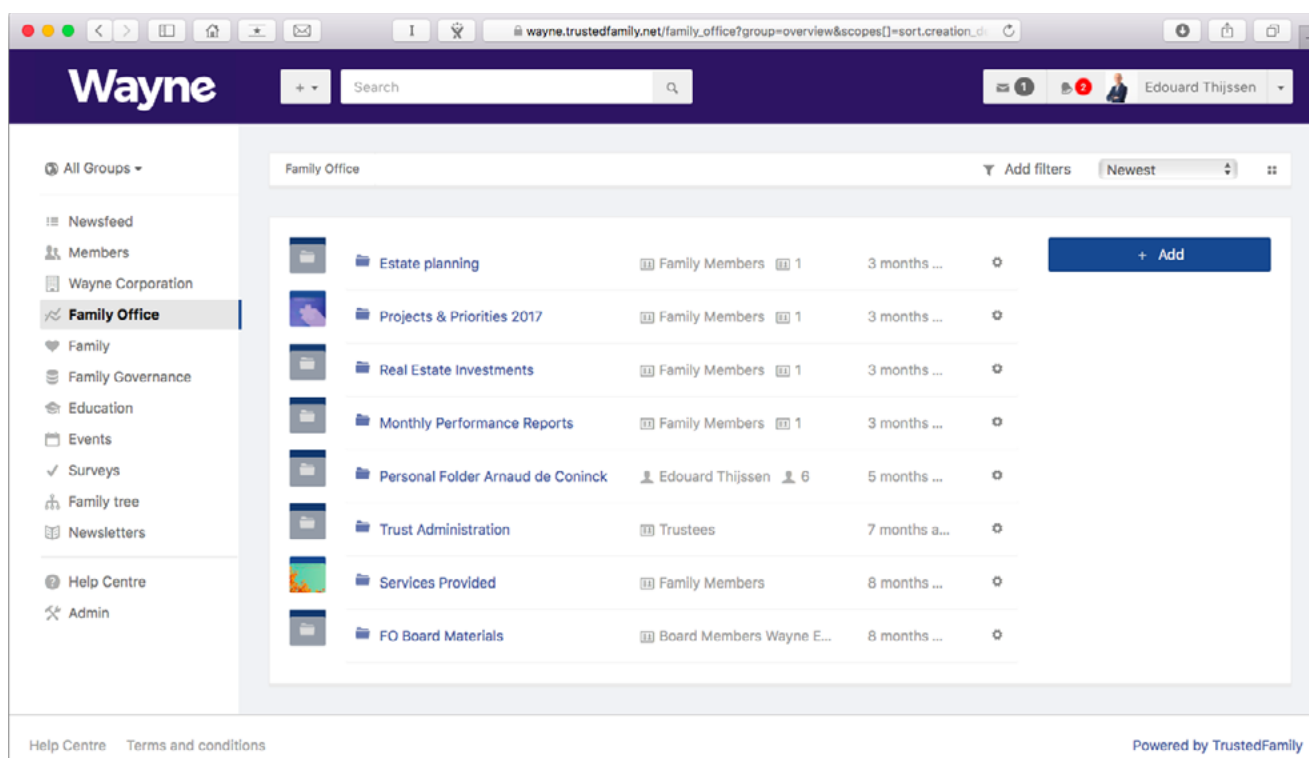 wayne.trustedfamily.net/family_office?group=overview&scopes[]=sort.creation_d
Wayne
+
Search
1
2
Edouard Thijssen
All Groups
Family Office
Add filters
Newest
Newsfeed
Members
Wayne Corporation
Family Office
Family
Family Governance
Education
Events
Surveys
Family tree
Newsletters
Help Centre
Admin
Estate planning Family Members 1 3 months ...
Projects & Priorities 2017 Family Members 1 3 months ...
Real Estate Investments Family Members 1 3 months ...
Monthly Performance Reports Family Members 1 3 months ...
Personal Folder Arnaud de Coninck Edouard Thijssen 6 5 months ...
Trust Administration Trustees 7 months a...
Services Provided Family Members 8 months ...
FO Board Materials Board Members Wayne E... 8 months ...
+ Add
Help Centre Terms and conditions
Powered by TrustedFamily